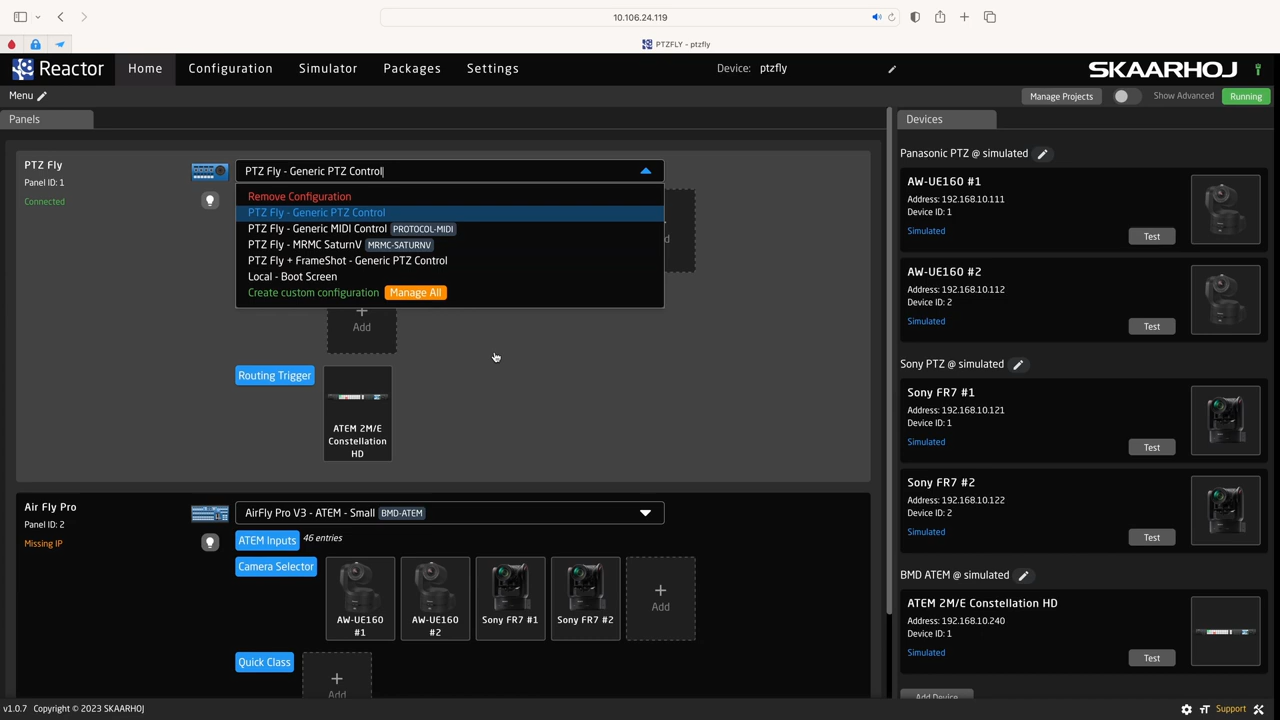 10.106.24.119
PTZFLY – ptzfly
Reactor
Home
Configuration
Simulator
Packages
Settings
Device: ptzfly
SKAARHOJ
Menu
Manage Projects
Show Advanced
Running
Panels
PTZ Fly
Panel ID: 1
Connected
PTZ Fly - Generic PTZ Control
Remove Configuration
PTZ Fly - Generic PTZ Control
PTZ Fly - Generic MIDI Control PROTOCOL-MIDI
PTZ Fly - MRMC SaturnV MRMC-SATURNV
PTZ Fly + FrameShot - Generic PTZ Control
Local - Boot Screen
Create custom configuration Manage All
Add
Routing Trigger
ATEM 2M/E
Constellation
HD
Air Fly Pro
Panel ID: 2
Missing IP
AirFly Pro V3 - ATEM - Small BMD-ATEM
ATEM Inputs 46 entries
Camera Selector
AW-UE160
#1
AW-UE160
#2
Sony FR7 #1
Sony FR7 #2
Add
Quick Class
Add
Devices
Panasonic PTZ @ simulated
AW-UE160 #1
Address: 192.168.10.111
Device ID: 1
Simulated
Test
AW-UE160 #2
Address: 192.168.10.112
Device ID: 2
Simulated
Test
Sony PTZ @ simulated
Sony FR7 #1
Address: 192.168.10.121
Device ID: 1
Simulated
Test
Sony FR7 #2
Address: 192.168.10.122
Device ID: 2
Simulated
Test
BMD ATEM @ simulated
ATEM 2M/E Constellation HD
Address: 192.168.10.240
Device ID: 1
Simulated
Test
Add Device
v1.0.7 Copyright © 2023 SKAARHOJ
Support